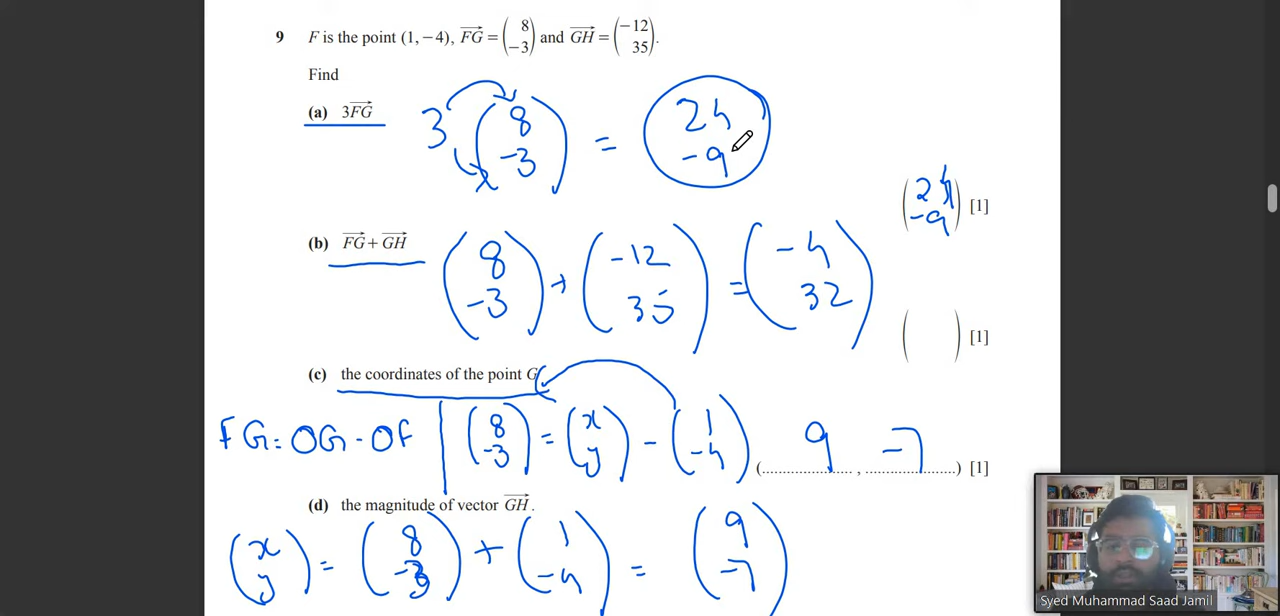 9 F is the point (1, −4), FG = (8 −3) and GH = (−12 35).
Find
(a) 3FG
3 (8 −3) = 24 −9
(24 −9) [1]
(b) FG + GH
(8 −3) + (−12 35) = (−4 32)
( ) [1]
(c) the coordinates of the point G
FG = OG - OF | (8 −3) = (x y) − (1 −4)
(.................... 9 , −7 ....................) [1]
(d) the magnitude of vector GH.
(x y) = (8 −3) + (1 −4) = (9 −7)
Syed Muhammad Saad Jamil